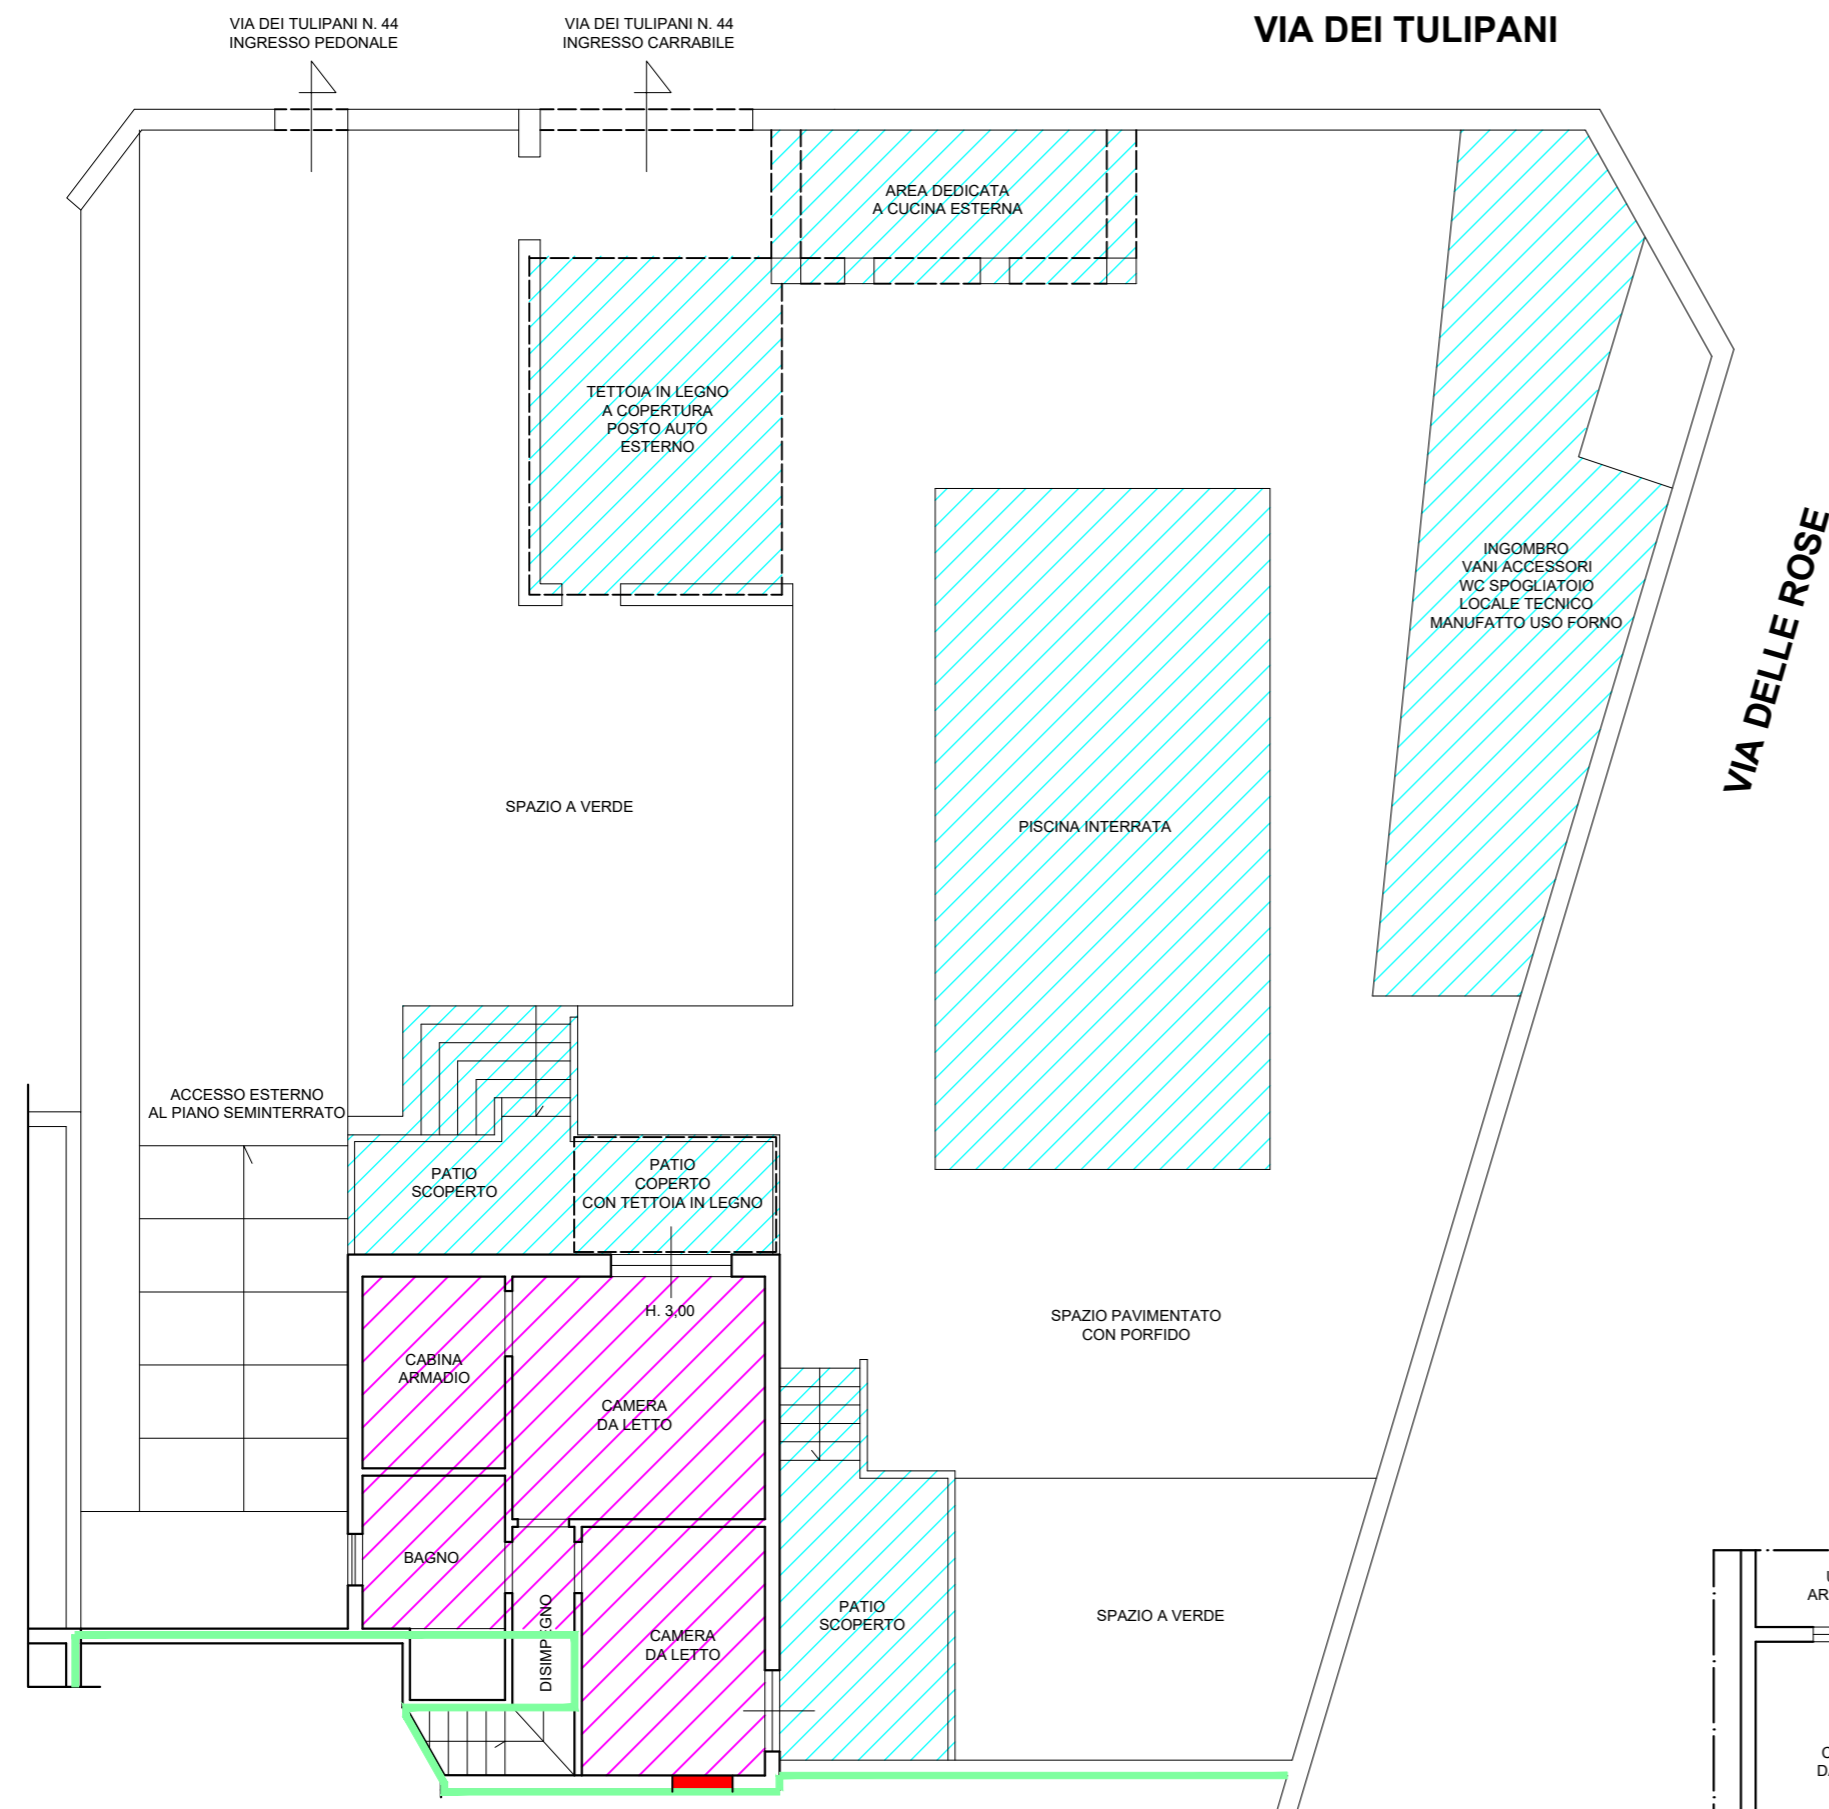 VIA DEI TULIPANI N. 44
INGRESSO PEDONALE
VIA DEI TULIPANI N. 44
INGRESSO CARRABILE
VIA DEI TULIPANI
AREA DEDICATA
A CUCINA ESTERNA
TETTOIA IN LEGNO
A COPERTURA
POSTO AUTO
ESTERNO
INGOMBRO
VANI ACCESSORI
WC SPOGLIATOIO
LOCALE TECNICO
MANUFATTO USO FORNO
VIA DELLE ROSE
SPAZIO A VERDE
PISCINA INTERRATA
ACCESSO ESTERNO
AL PIANO SEMINTERRATO
PATIO
SCOPERTO
PATIO
COPERTO
CON TETTOIA IN LEGNO
H. 3,00
SPAZIO PAVIMENTATO
CON PORFIDO
CABINA
ARMADIO
CAMERA
DA LETTO
BAGNO
DISIMPEGNO
CAMERA
DA LETTO
PATIO
SCOPERTO
SPAZIO A VERDE